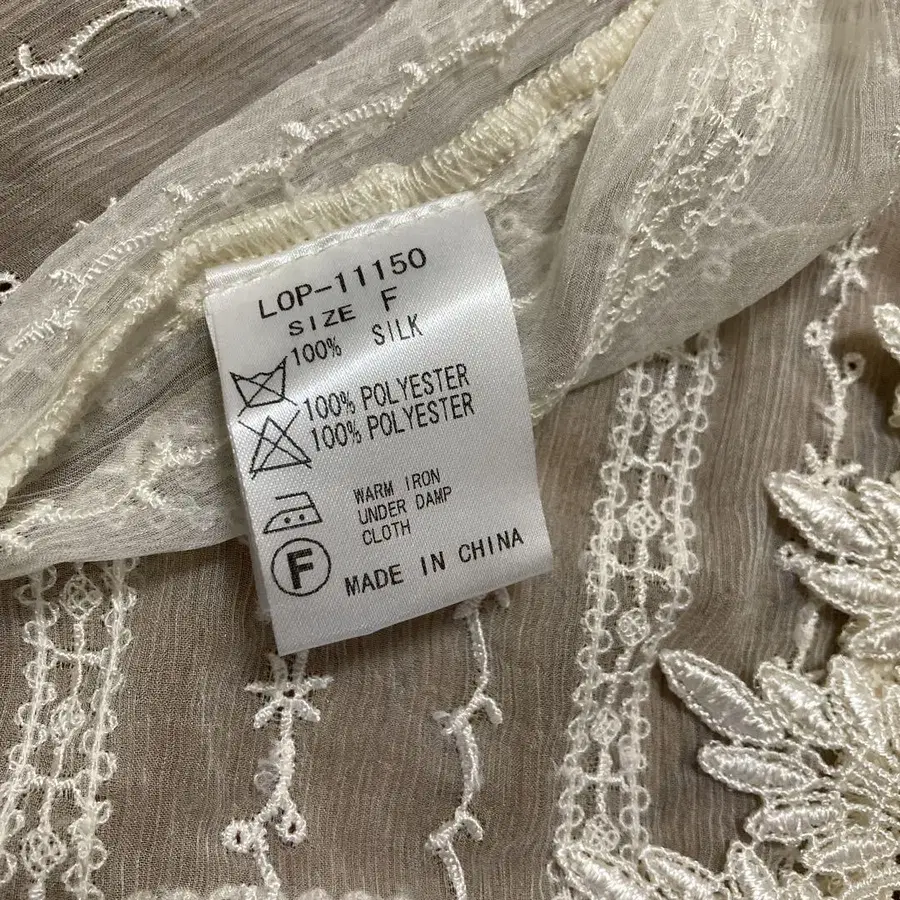 LOP-11150
SIZE F
100% SILK
100% POLYESTER
100% POLYESTER
WARM IRON
UNDER DAMP
CLOTH
F
MADE IN CHINA